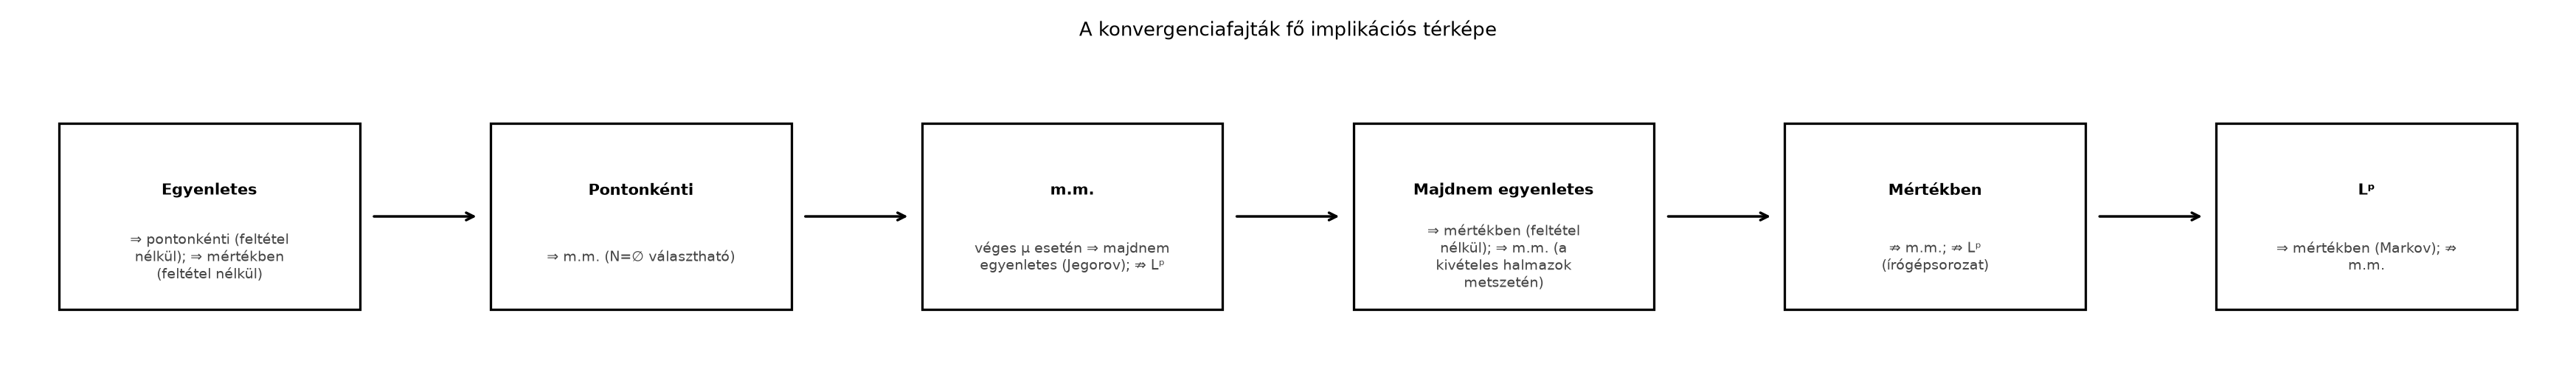 A konvergenciafajták fő implikációs térképe
Egyenletes
⇒ pontonkénti (feltétel
nélkül); ⇒ mértékben
(feltétel nélkül)
Pontonkénti
⇒ m.m. (N=∅ választható)
m.m.
véges μ esetén ⇒ majdnem
egyenletes (Jegorov); ⇏ Lᵖ
Majdnem egyenletes
⇒ mértékben (feltétel
nélkül); ⇒ m.m. (a
kivételes halmazok
metszetén)
Mértékben
⇏ m.m.; ⇏ Lᵖ
(írógépsorozat)
Lᵖ
⇒ mértékben (Markov); ⇏
m.m.